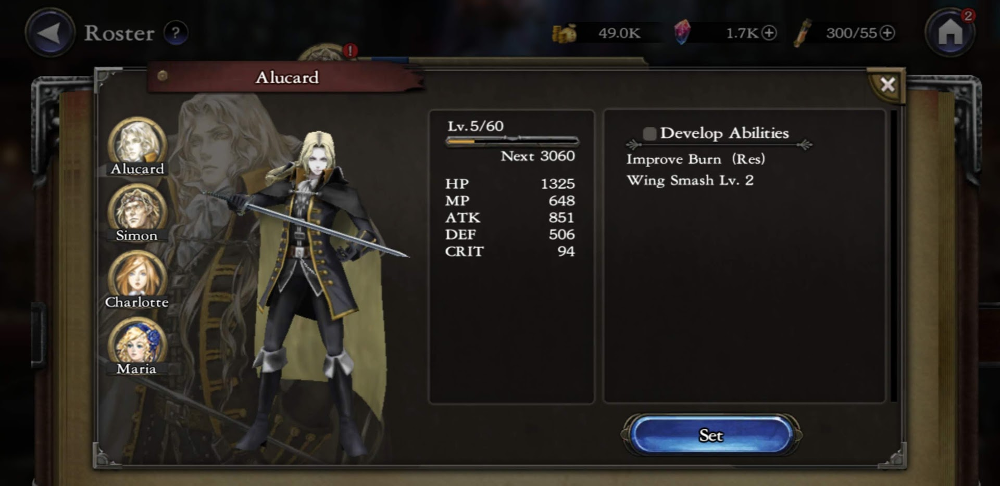 Roster ?
49.0K
1.7K
300/55
2
!
Alucard
Alucard
Simon
Charlotte
Maria
Lv.5/60
Next 3060
HP 1325
MP 648
ATK 851
DEF 506
CRIT 94
Develop Abilities
Improve Burn (Res)
Wing Smash Lv. 2
Set